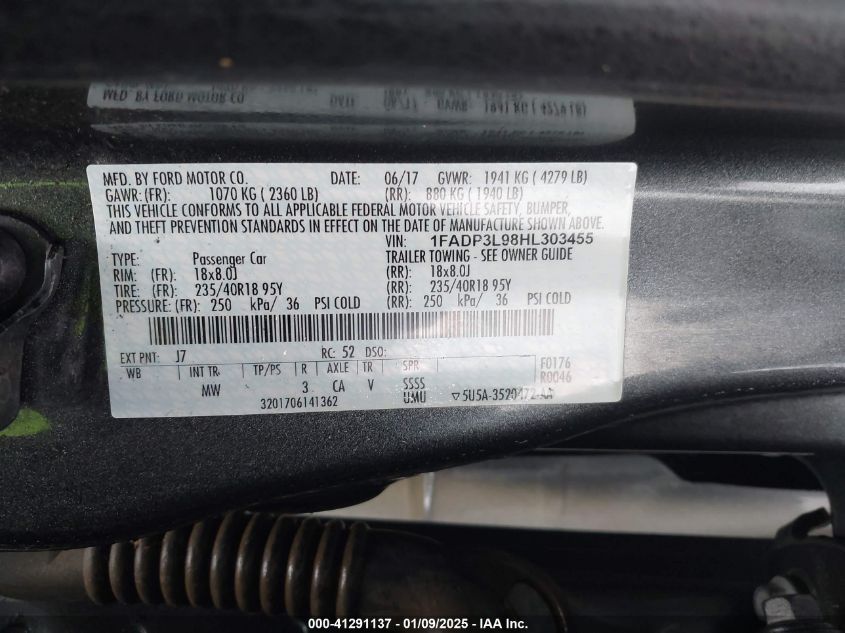 MFD. BY FORD MOTOR CO. DATE: 06/17 GVWR: 1941 KG ( 4279 LB)
GAWR: (FR): 1070 KG ( 2360 LB) (RR): 880 KG ( 1940 LB)
THIS VEHICLE CONFORMS TO ALL APPLICABLE FEDERAL MOTOR VEHICLE SAFETY, BUMPER,
AND THEFT PREVENTION STANDARDS IN EFFECT ON THE DATE OF MANUFACTURE SHOWN ABOVE.
VIN: 1FADP3L98HL303455
TYPE: Passenger Car TRAILER TOWING - SEE OWNER GUIDE
RIM: (FR): 18x8.0J (RR): 18x8.0J
TIRE: (FR): 235/40R18 95Y (RR): 235/40R18 95Y
PRESSURE: (FR): 250 kPa/ 36 PSI COLD (RR): 250 kPa/ 36 PSI COLD
EXT PNT: J7 RC: 52 DSO: F0176
WB INT TR TP/PS R AXLE TR SPR R0046
MW 3 CA V SSSS
3201706141362 UMU ▽5U5A-3520472-AA
000-41291137 - 01/09/2025 - IAA Inc.